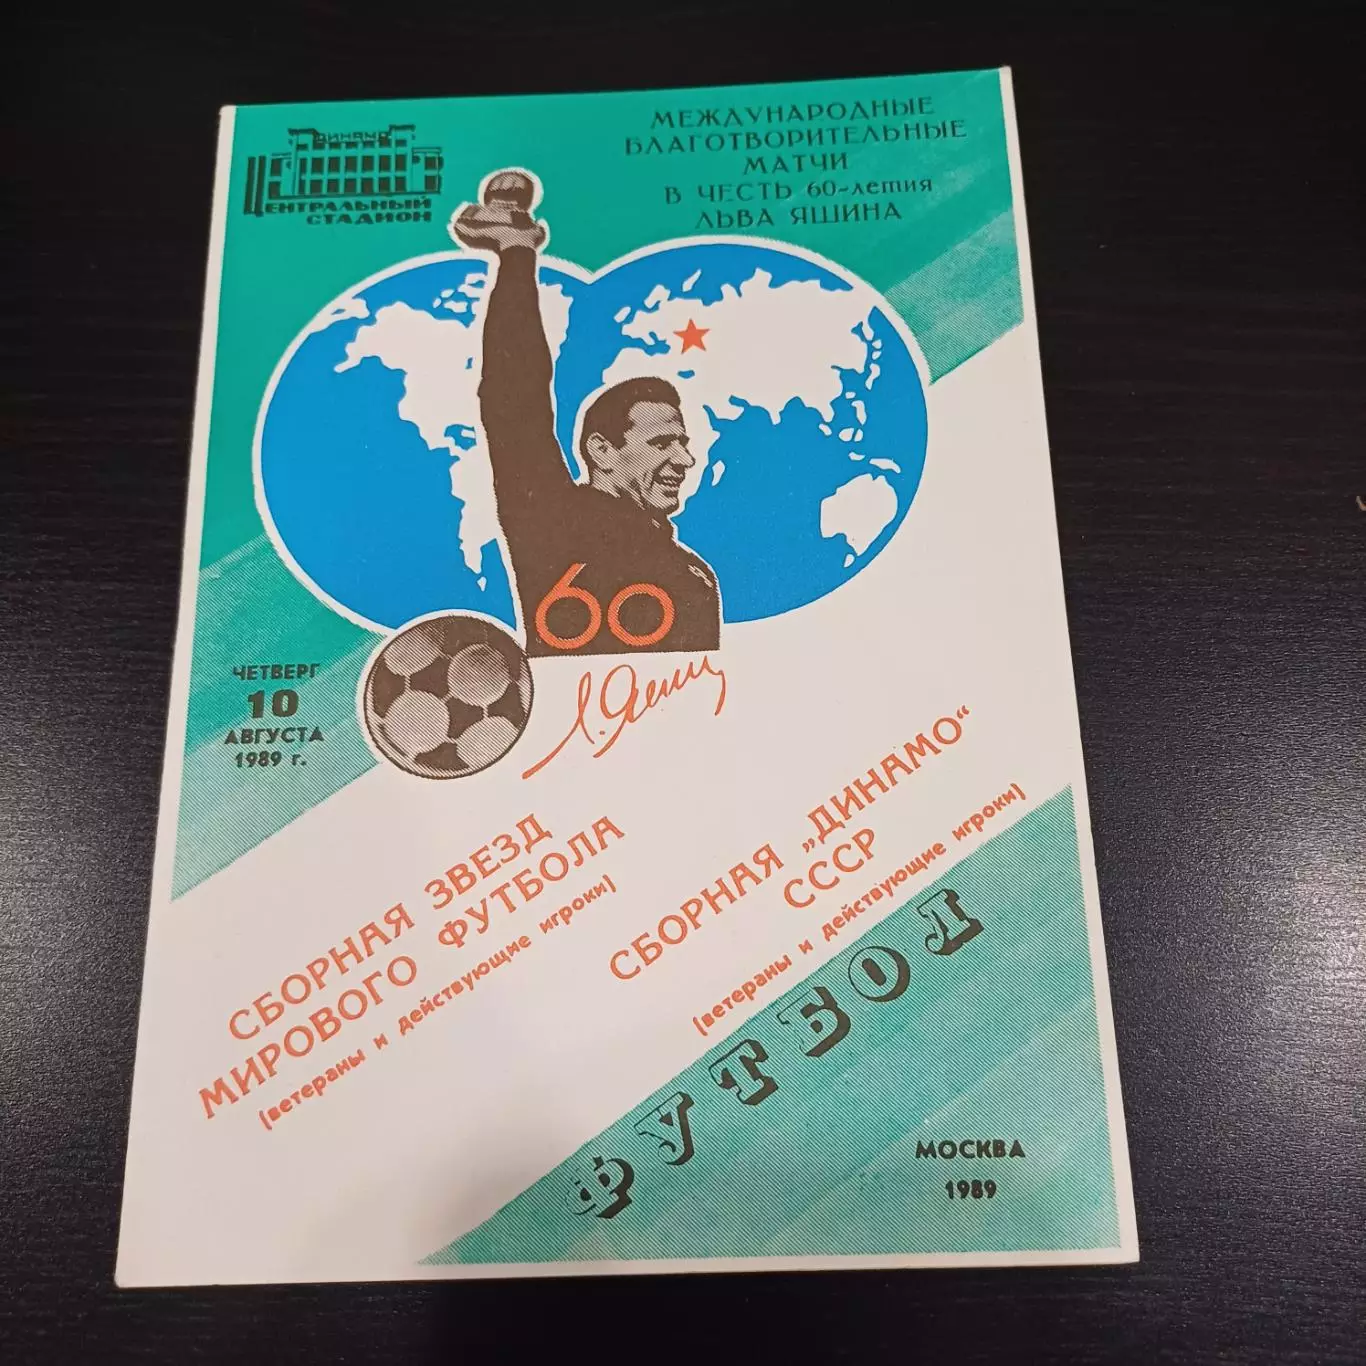 ДИНАМО
ЦЕНТРАЛЬНЫЙ
СТАДИОН
МЕЖДУНАРОДНЫЕ
БЛАГОТВОРИТЕЛЬНЫЕ
МАТЧИ
В ЧЕСТЬ 60-летия
ЛЬВА ЯШИНА
60
Л. Яшин
ЧЕТВЕРГ
10
АВГУСТА
1989 г.
СБОРНАЯ ЗВЕЗД
МИРОВОГО ФУТБОЛА
(ветераны и действующие игроки)
СБОРНАЯ „ДИНАМО“
СССР
(ветераны и действующие игроки)
ФУТБОЛ
МОСКВА
1989